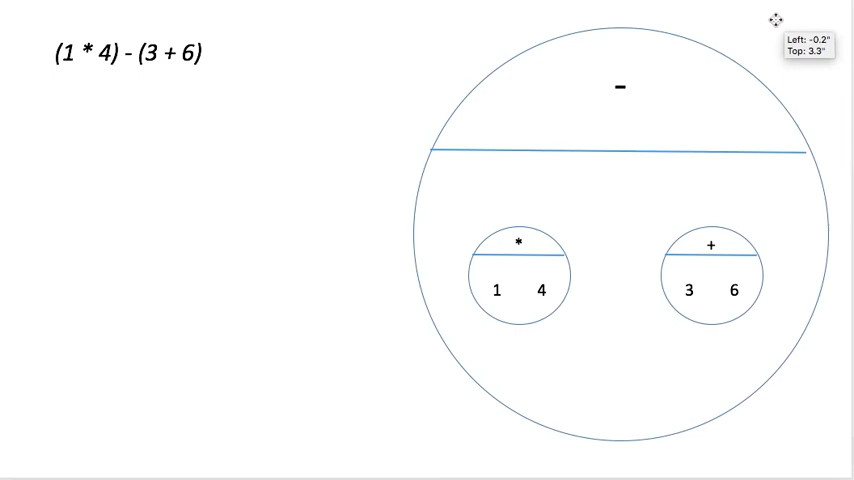 (1 * 4) - (3 + 6)
Left: -0.2"
Top: 3.3"
-
*
+
1 4
3 6